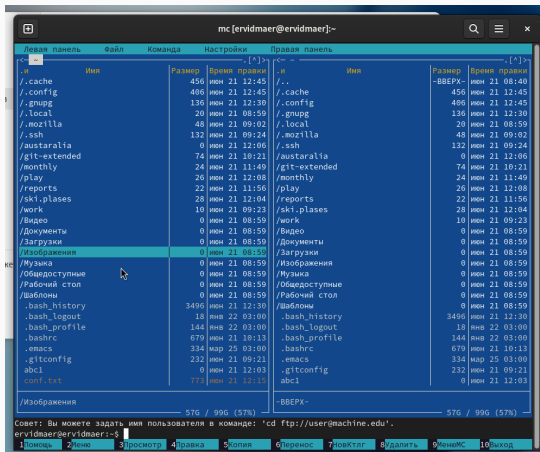 mc [ervidmaer@ervidmaer]:~
Левая панель Файл Команда Настройки Правая панель
<- ~ .[^]> <- ~ .[^]>
.и Имя Размер Время правки .и Имя Размер Время правки
/.cache 456 июн 21 12:45 /.. -ВВЕРХ- июн 21 08:40
/.config 406 июн 21 12:45 /.cache 456 июн 21 12:45
/.gnupg 136 июн 21 12:30 /.config 406 июн 21 12:45
/.local 20 июн 21 08:59 /.gnupg 136 июн 21 12:30
/.mozilla 48 июн 21 09:02 /.local 20 июн 21 08:59
/.ssh 132 июн 21 09:24 /.mozilla 48 июн 21 09:02
/austaralia 0 июн 21 12:06 /.ssh 132 июн 21 09:24
/git-extended 74 июн 21 10:21 /austaralia 0 июн 21 12:06
/monthly 24 июн 21 11:49 /git-extended 74 июн 21 10:21
/play 26 июн 21 12:08 /monthly 24 июн 21 11:49
/reports 22 июн 21 11:56 /play 26 июн 21 12:08
/ski.plases 28 июн 21 12:04 /reports 22 июн 21 11:56
/work 10 июн 21 09:23 /ski.plases 28 июн 21 12:04
/Видео 0 июн 21 08:59 /work 10 июн 21 09:23
/Документы 0 июн 21 08:59 /Видео 0 июн 21 08:59
/Загрузки 0 июн 21 08:59 /Документы 0 июн 21 08:59
/Изображения 0 июн 21 08:59 /Загрузки 0 июн 21 08:59
/Музыка 0 июн 21 08:59 /Изображения 0 июн 21 08:59
/Общедоступные 0 июн 21 08:59 /Музыка 0 июн 21 08:59
/Рабочий стол 0 июн 21 08:59 /Общедоступные 0 июн 21 08:59
/Шаблоны 0 июн 21 08:59 /Рабочий стол 0 июн 21 08:59
.bash_history 3496 июн 21 12:30 /Шаблоны 0 июн 21 08:59
.bash_logout 18 янв 22 03:00 .bash_history 3496 июн 21 12:30
.bash_profile 144 янв 22 03:00 .bash_logout 18 янв 22 03:00
.bashrc 679 июн 21 10:13 .bash_profile 144 янв 22 03:00
.emacs 334 мар 25 03:00 .bashrc 679 июн 21 10:13
.gitconfig 232 июн 21 09:21 .emacs 334 мар 25 03:00
abc1 0 июн 21 12:03 .gitconfig 232 июн 21 09:21
conf.txt 773 июн 21 12:15 abc1 0 июн 21 12:03
/Изображения -ВВЕРХ-
57G / 99G (57%) 57G / 99G (57%)
Совет: Вы можете задать имя пользователя в команде: 'cd ftp://user@machine.edu'.
ervidmaer@ervidmaer:~$
1Помощь 2Меню 3Просмотр 4Правка 5Копия 6Перенос 7НовКтлг 8Удалить 9МенюMC 10Выход